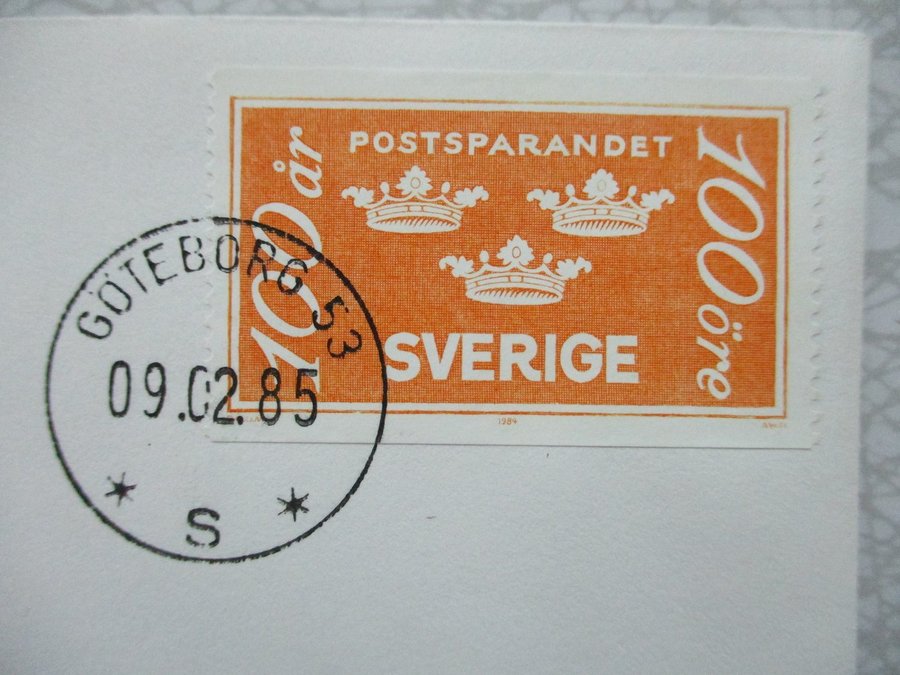 POSTSPARANDET
100 år
100 öre
SVERIGE
1984
GÖTEBORG 53
09.02.85
* S *